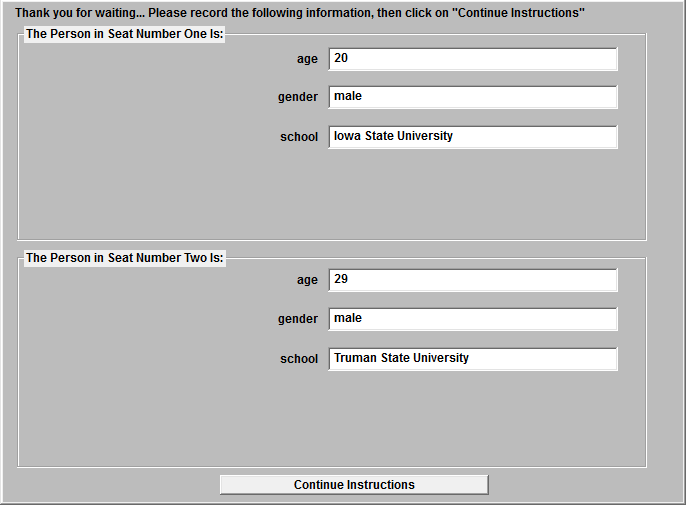 Thank you for waiting... Please record the following information, then click on "Continue Instructions"
The Person in Seat Number One Is:
age 20
gender male
school Iowa State University
The Person in Seat Number Two Is:
age 29
gender male
school Truman State University
Continue Instructions